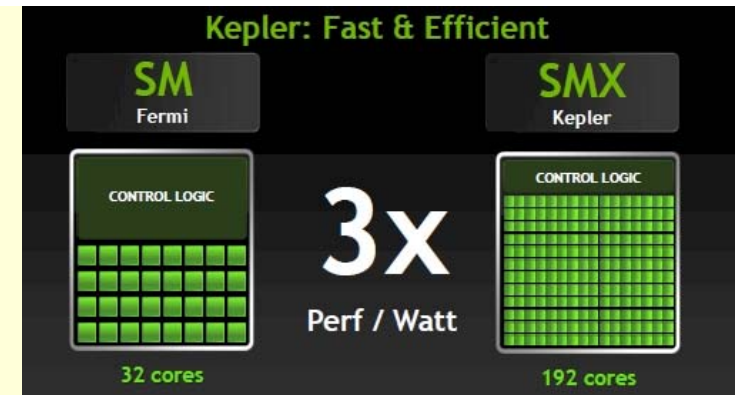 Kepler: Fast & Efficient
SM
Fermi
SMX
Kepler
CONTROL LOGIC
CONTROL LOGIC
3x
Perf / Watt
32 cores
192 cores